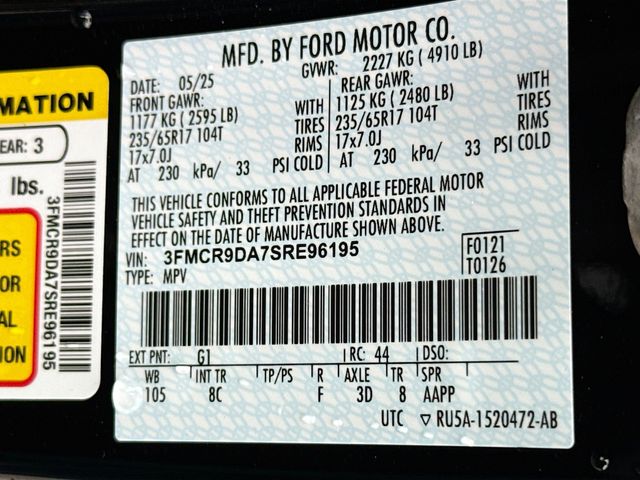 MATION
EAR: 3
lbs.
RS
OR
AL
ION
3FMCR9DA7SRE96195
MFD. BY FORD MOTOR CO.
DATE: 05/25
GVWR: 2227 KG ( 4910 LB)
FRONT GAWR:
1177 KG ( 2595 LB) WITH
235/65R17 104T TIRES
17x7.0J RIMS
AT 230 kPa/ 33 PSI COLD
REAR GAWR:
1125 KG ( 2480 LB) WITH
235/65R17 104T TIRES
17x7.0J RIMS
AT 230 kPa/ 33 PSI COLD
THIS VEHICLE CONFORMS TO ALL APPLICABLE FEDERAL MOTOR
VEHICLE SAFETY AND THEFT PREVENTION STANDARDS IN
EFFECT ON THE DATE OF MANUFACTURE SHOWN ABOVE.
VIN: 3FMCR9DA7SRE96195
TYPE: MPV
F0121
T0126
EXT PNT: G1 RC: 44 DSO:
WB INT TR TP/PS R AXLE TR SPR
105 8C F 3D 8 AAPP
UTC ▽ RU5A-1520472-AB